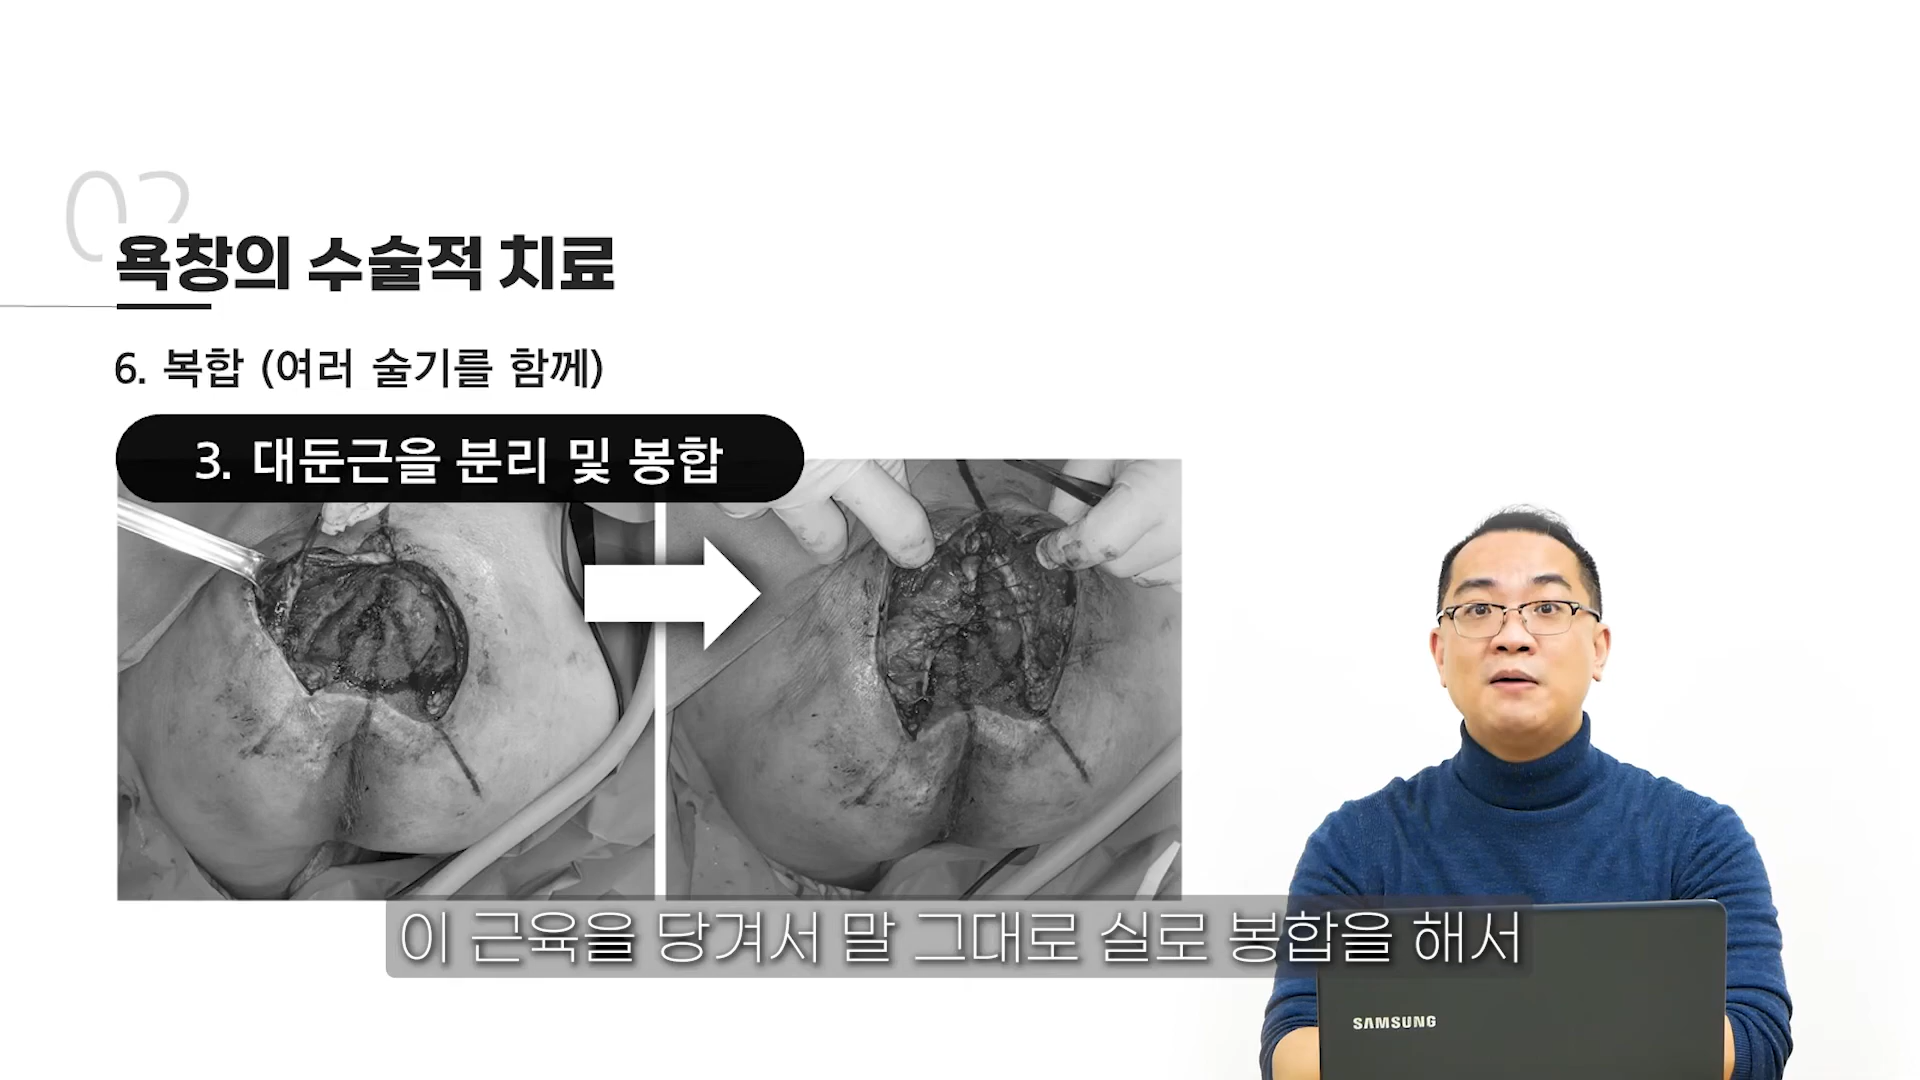 02
욕창의 수술적 치료
6. 복합 (여러 술기를 함께)
3. 대둔근을 분리 및 봉합
이 근육을 당겨서 말 그대로 실로 봉합을 해서
SAMSUNG